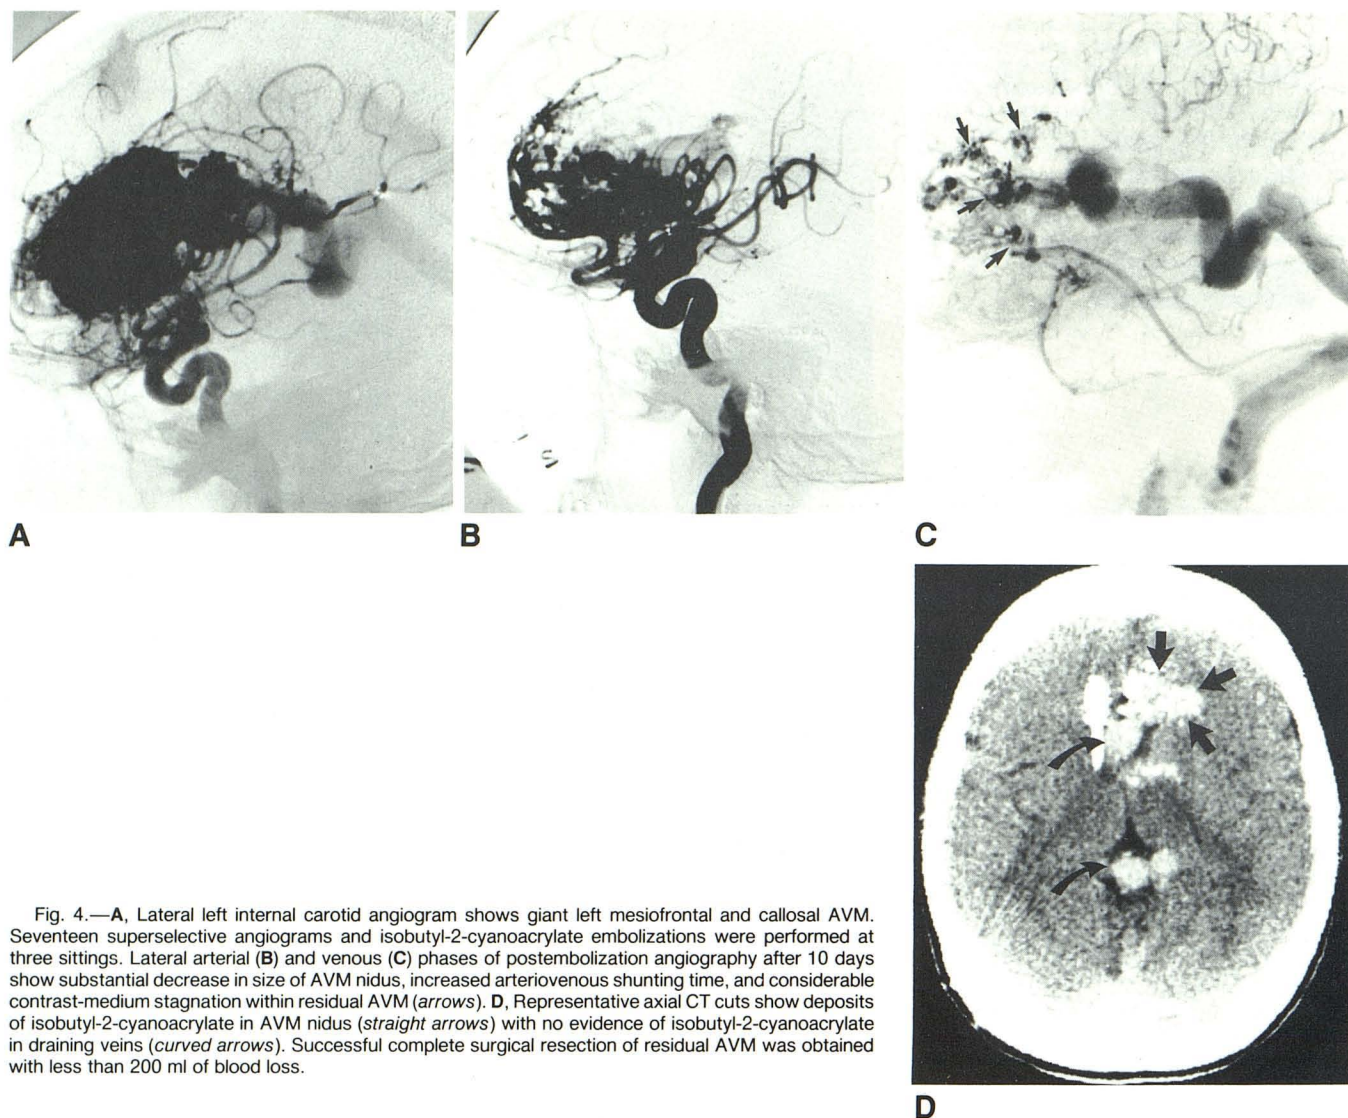 A
B
C
S
D
Fig. 4.—A, Lateral left internal carotid angiogram shows giant left mesiofrontal and callosal AVM.
Seventeen superselective angiograms and isobutyl-2-cyanoacrylate embolizations were performed at
three sittings. Lateral arterial (B) and venous (C) phases of postembolization angiography after 10 days
show substantial decrease in size of AVM nidus, increased arteriovenous shunting time, and considerable
contrast-medium stagnation within residual AVM (arrows). D, Representative axial CT cuts show deposits
of isobutyl-2-cyanoacrylate in AVM nidus (straight arrows) with no evidence of isobutyl-2-cyanoacrylate
in draining veins (curved arrows). Successful complete surgical resection of residual AVM was obtained
with less than 200 ml of blood loss.